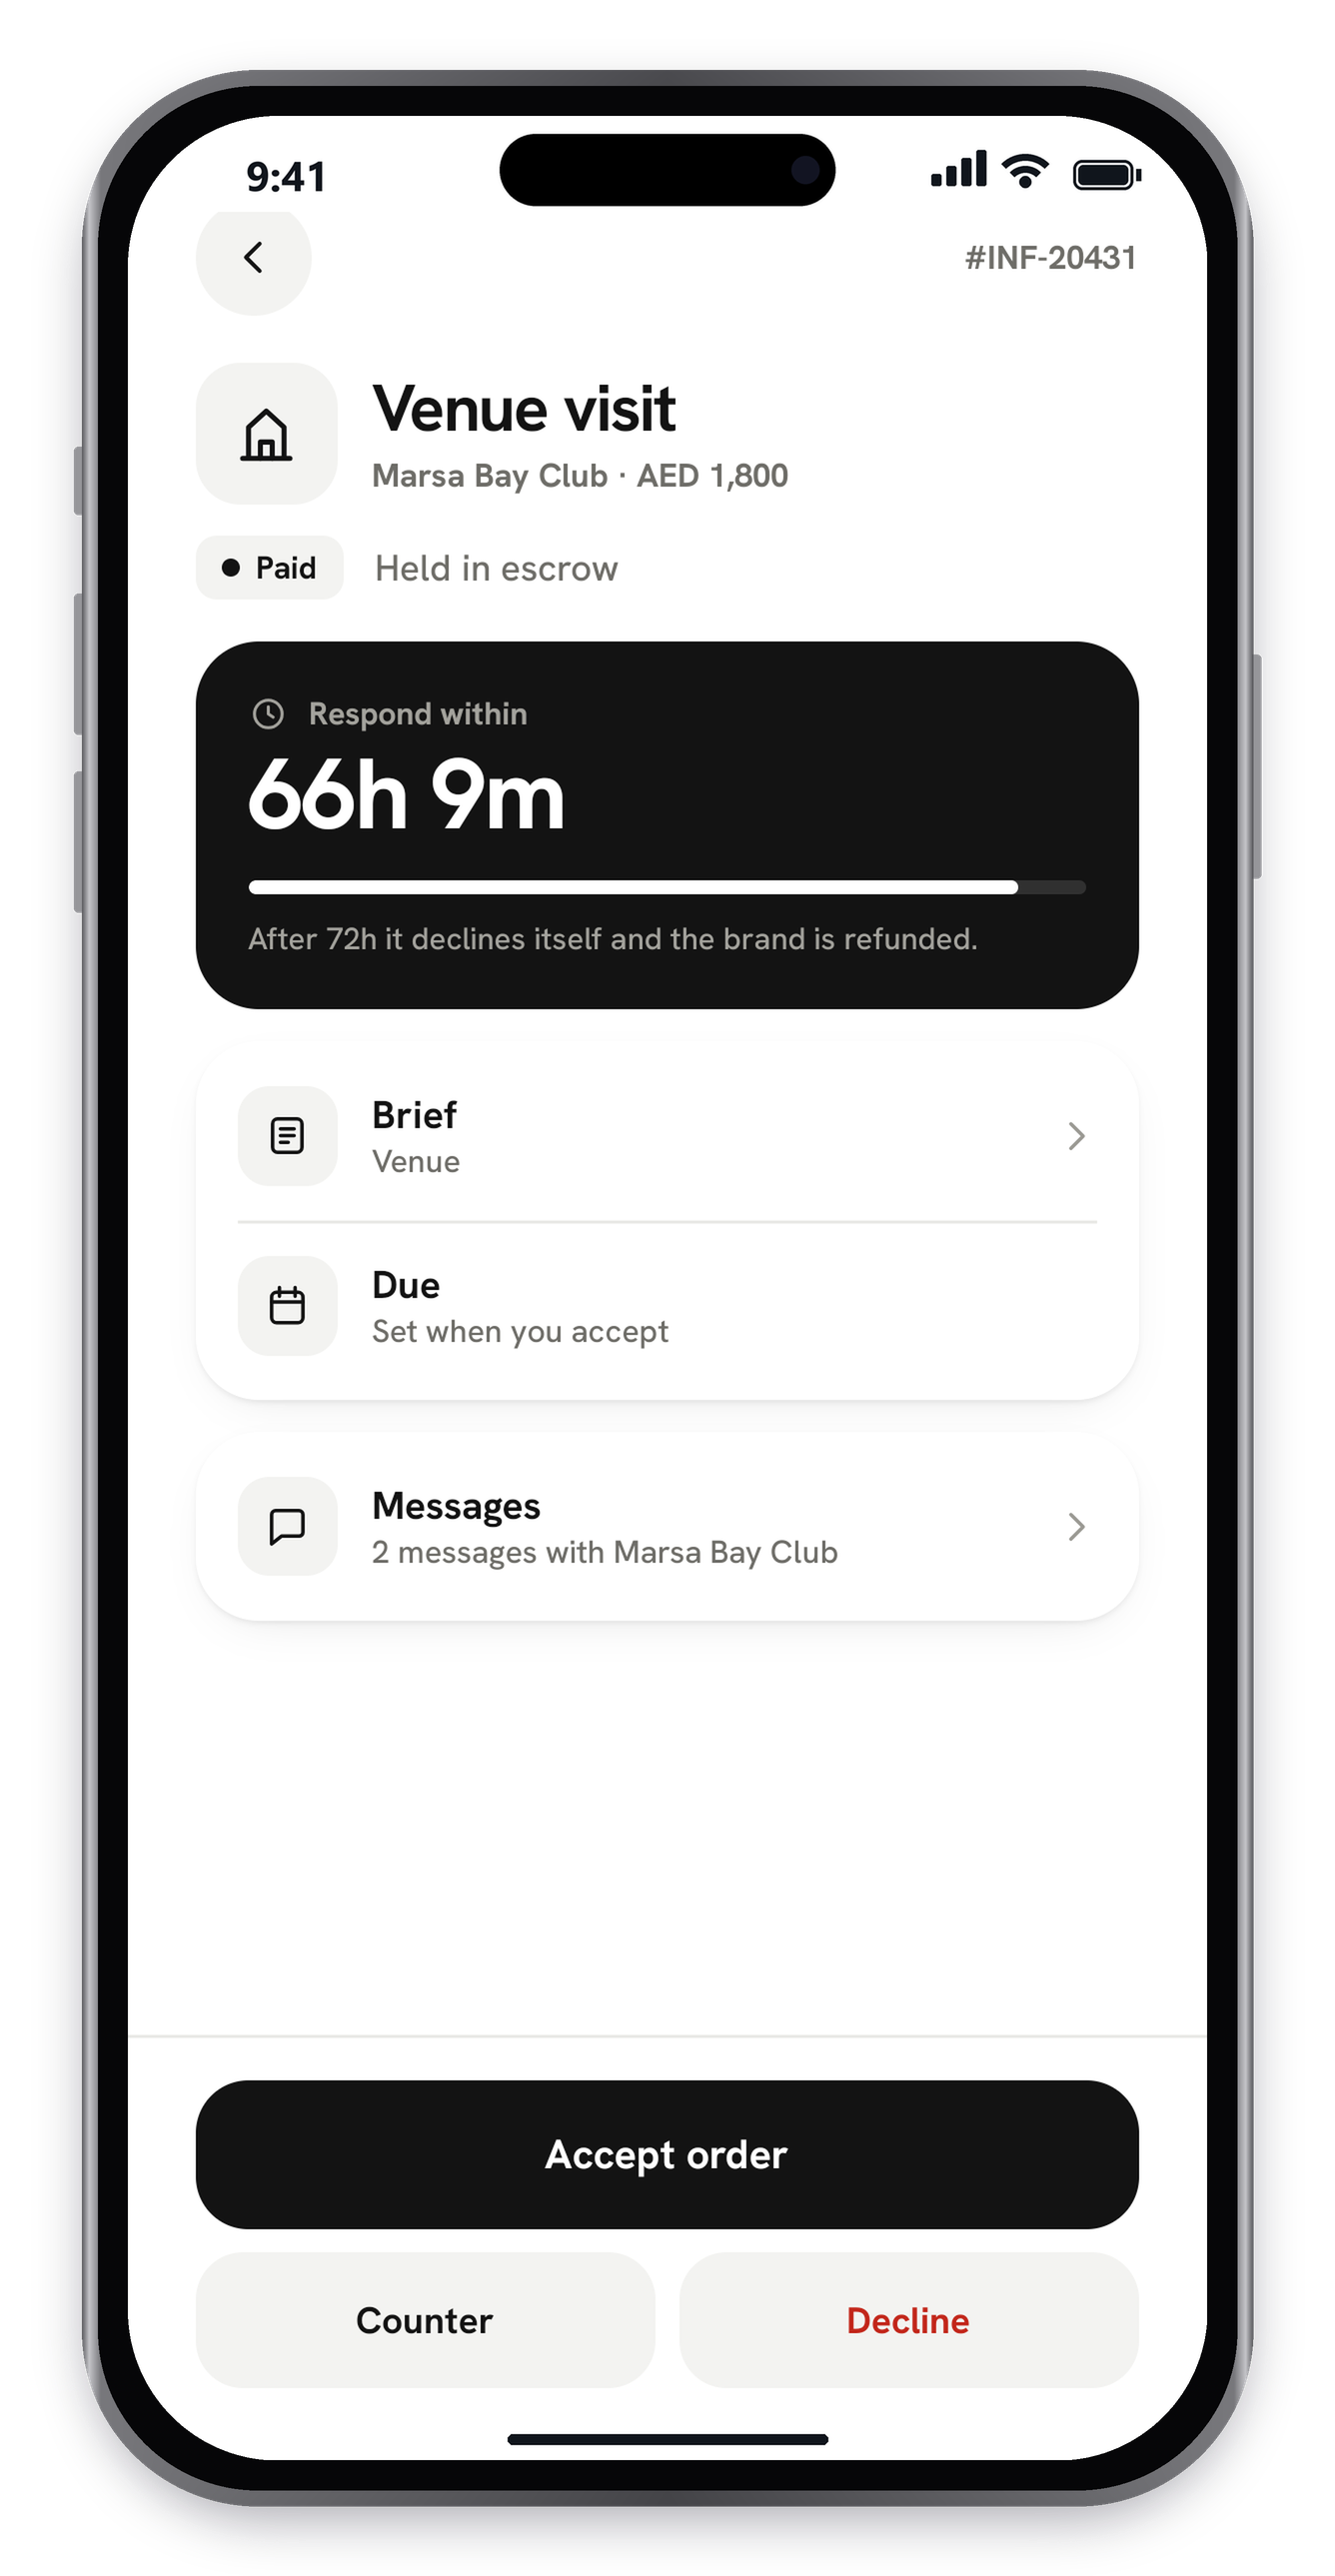 9:41
#INF-20431
Venue visit
Marsa Bay Club · AED 1,800
Paid
Held in escrow
Respond within
66h 9m
After 72h it declines itself and the brand is refunded.
Brief
Venue
Due
Set when you accept
Messages
2 messages with Marsa Bay Club
Accept order
Counter
Decline